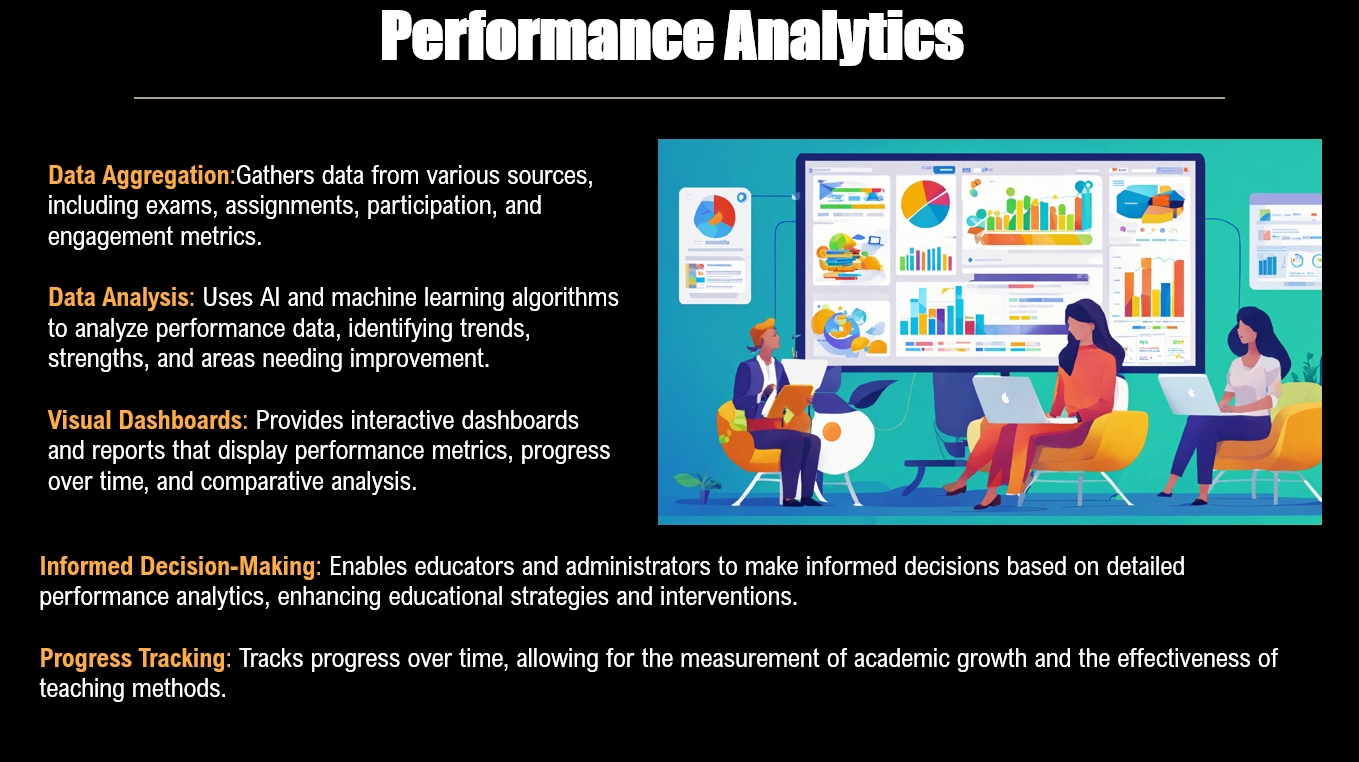 Performance Analytics
Data Aggregation:Gathers data from various sources,
including exams, assignments, participation, and
engagement metrics.
Data Analysis: Uses AI and machine learning algorithms
to analyze performance data, identifying trends,
strengths, and areas needing improvement.
Visual Dashboards: Provides interactive dashboards
and reports that display performance metrics, progress
over time, and comparative analysis.
Informed Decision-Making: Enables educators and administrators to make informed decisions based on detailed
performance analytics, enhancing educational strategies and interventions.
Progress Tracking: Tracks progress over time, allowing for the measurement of academic growth and the effectiveness of
teaching methods.